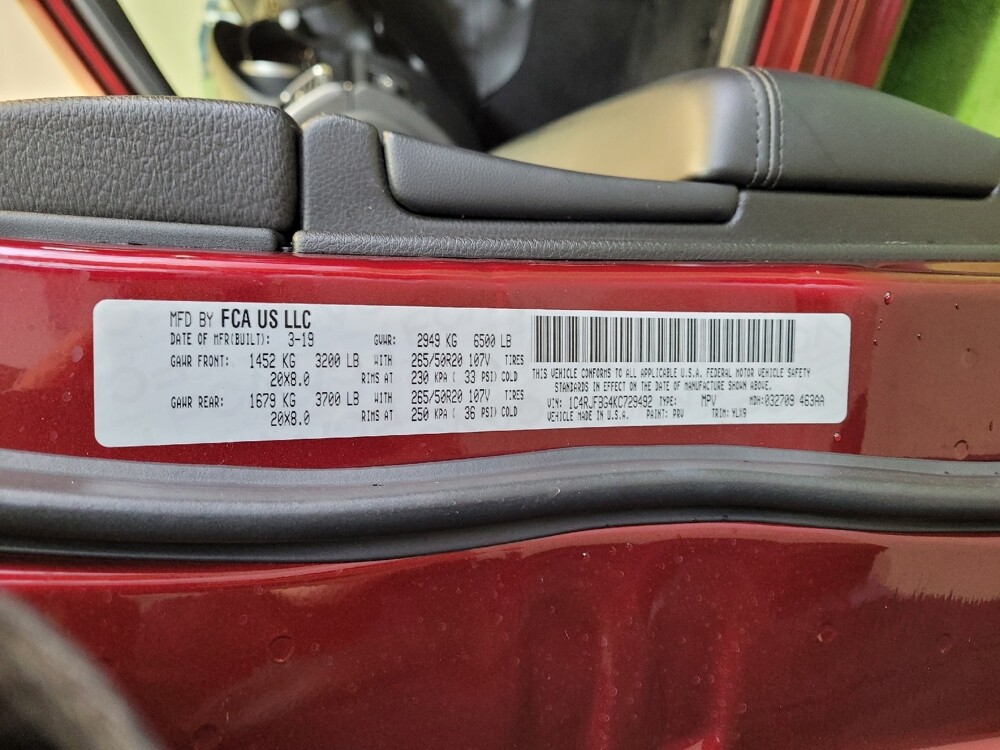 MFD BY FCA US LLC
DATE OF MFR(BUILT): 3-19 GVWR: 2949 KG 6500 LB
GAWR FRONT: 1452 KG 3200 LB WITH 265/50R20 107V TIRES
20X8.0 RIMS AT 230 KPA ( 33 PSI) COLD
GAWR REAR: 1679 KG 3700 LB WITH 265/50R20 107V TIRES
20X8.0 RIMS AT 250 KPA ( 36 PSI) COLD
THIS VEHICLE CONFORMS TO ALL APPLICABLE U.S.A. FEDERAL MOTOR VEHICLE SAFETY
STANDARDS IN EFFECT ON THE DATE OF MANUFACTURE SHOWN ABOVE.
VIN: 1C4RJFBG4KC729492 TYPE: MPV MDH:032709 463AA
VEHICLE MADE IN U.S.A. PAINT: PRV TRIM: YLX9